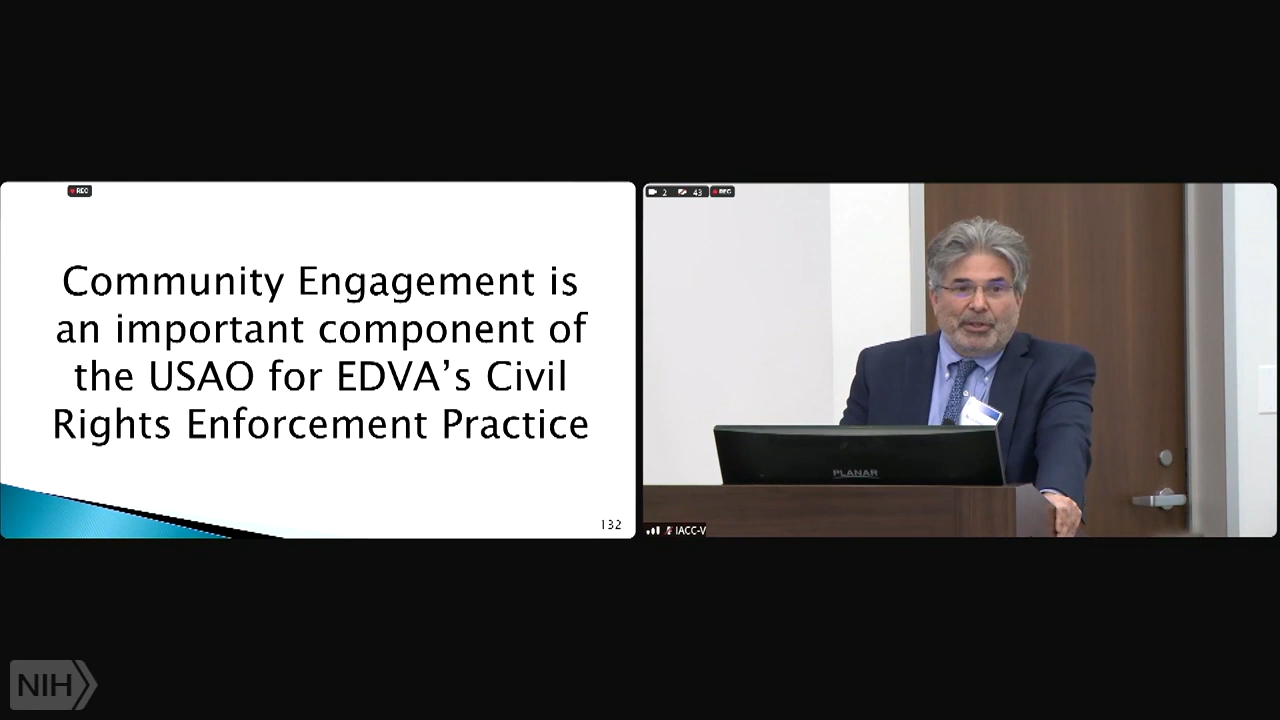 REC
Community Engagement is
an important component of
the USAO for EDVA's Civil
Rights Enforcement Practice
132
2 43 REC
PLANAR
IACC-V
NIH